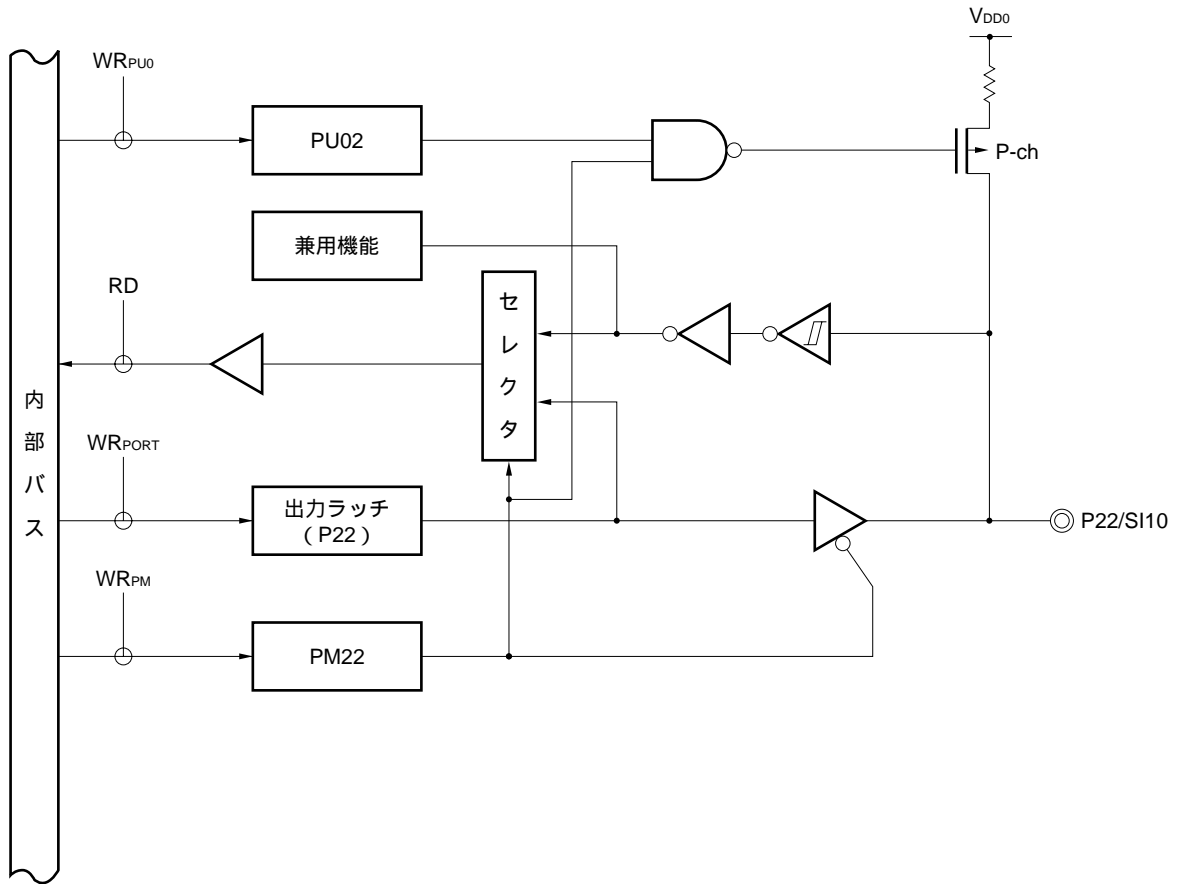 VDD0
WRPU0
PU02
P-ch
兼用機能
RD
セレクタ
内部バス
WRPORT
出力ラッチ
(P22)
P22/SI10
WRPM
PM22